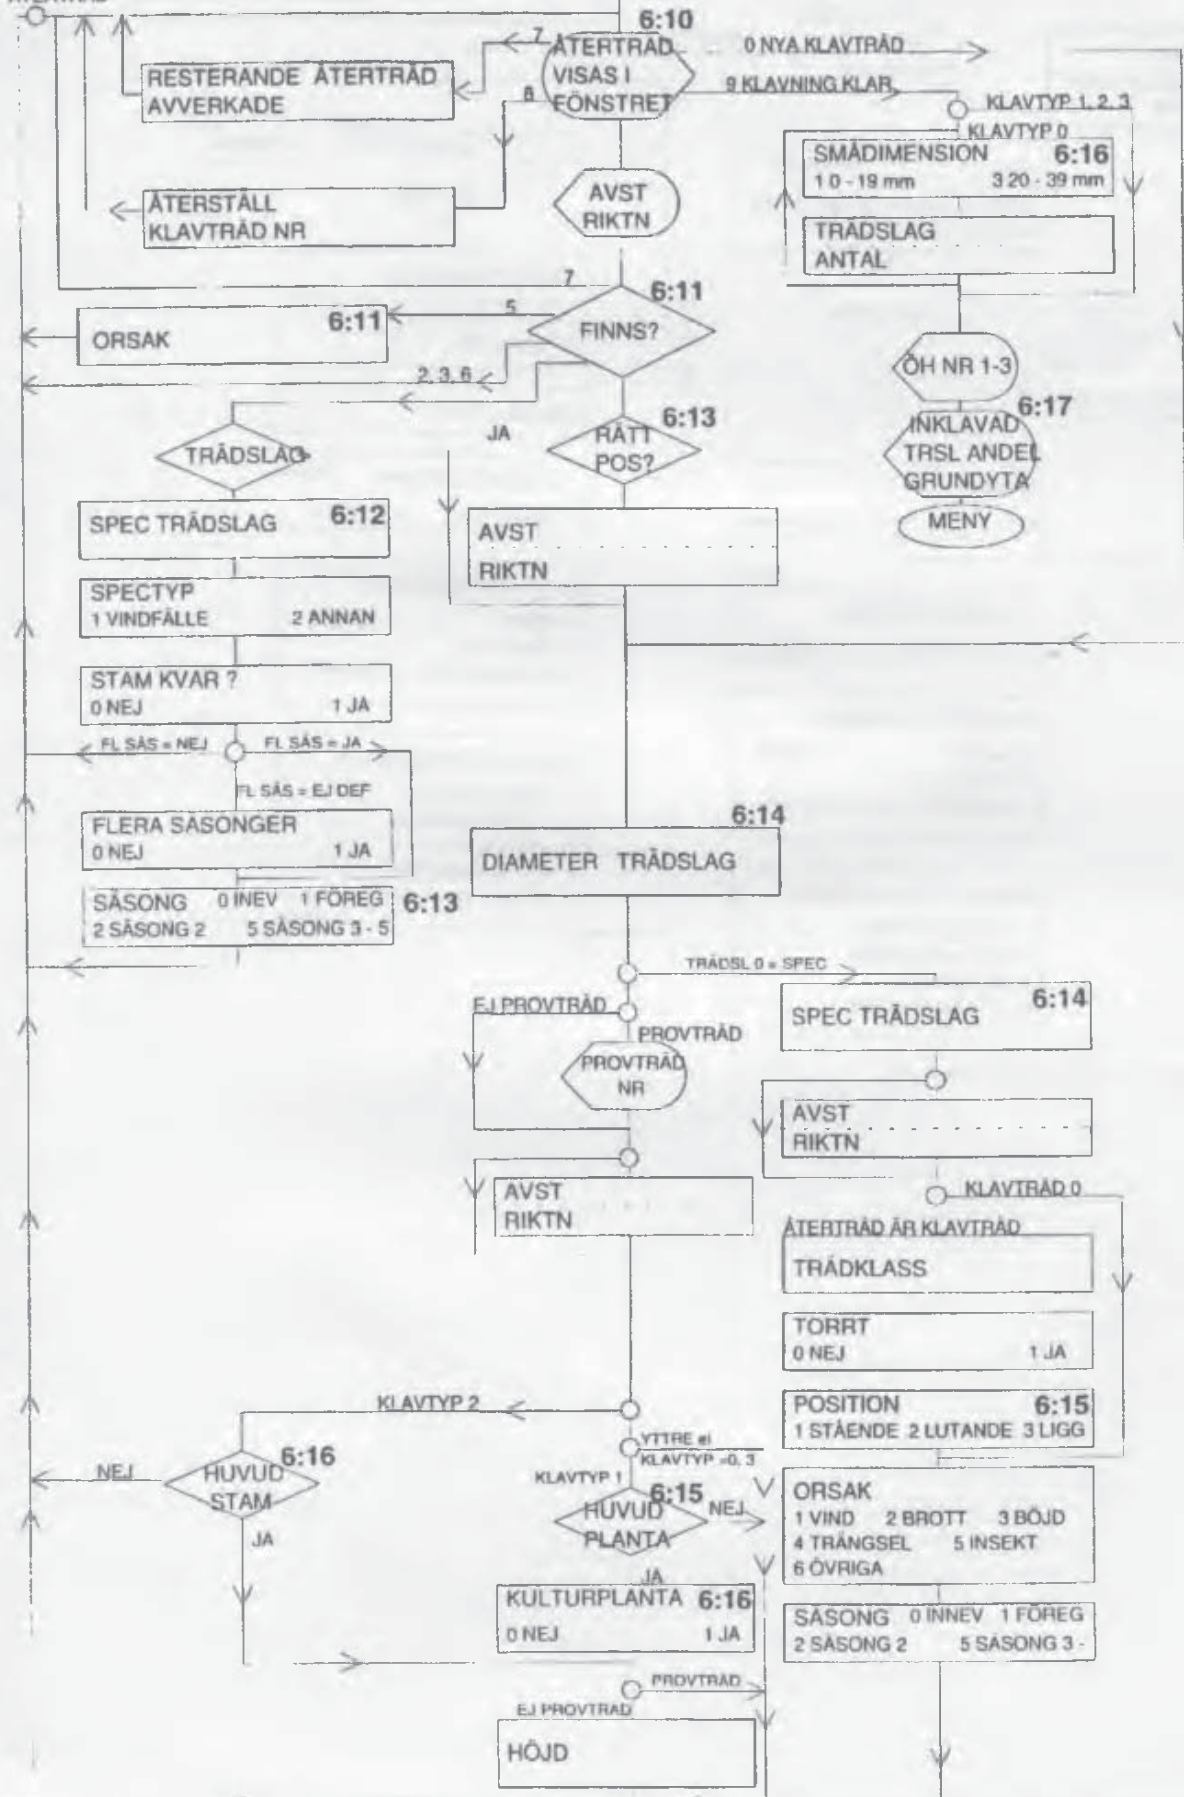 ÅTERTRÄD
6:10
7
ÅTERTRÄD
VISAS I
FÖNSTRET
0 NYA KLAVTRÄD
RESTERANDE ÅTERTRÄD
AVVERKADE
8
9 KLAVNING KLAR
KLAVTYP 1, 2, 3
KLAVTYP 0
SMÅDIMENSION 6:16
1 0 - 19 mm 3 20 - 39 mm
ÅTERSTÄLL
KLAVTRÄD NR
AVST
RIKTN
TRÄDSLAG
ANTAL
7
6:11
5
FINNS?
ORSAK 6:11
2, 3, 6
ÖH NR 1-3
6:17
INKLAVAD
TRSL ANDEL
GRUNDYTA
MENY
6:13
JA
RÄTT
POS?
TRÄDSLAG
SPEC TRÄDSLAG 6:12
AVST
RIKTN
SPECTYP
1 VINDFÄLLE 2 ANNAN
STAM KVAR ?
0 NEJ 1 JA
FL SÄS = NEJ FL SÄS = JA
FL SÄS = EJ DEF
FLERA SÄSONGER
0 NEJ 1 JA
6:14
DIAMETER TRÄDSLAG
SÄSONG 0 INEV 1 FÖREG 6:13
2 SÄSONG 2 5 SÄSONG 3 - 5
TRÄDSL 0 = SPEC
EJ PROVTRÄD
PROVTRÄD
PROVTRÄD
NR
SPEC TRÄDSLAG 6:14
AVST
RIKTN
AVST
RIKTN
KLAVTRÄD 0
ÅTERTRÄD ÄR KLAVTRÄD
TRÄDKLASS
TORRT
0 NEJ 1 JA
POSITION 6:15
1 STÅENDE 2 LUTANDE 3 LIGG
KLAVTYP 2
YTTRE el
KLAVTYP =0, 3
KLAVTYP 1
NEJ
6:16
HUVUD
STAM
JA
6:15
HUVUD
PLANTA
NEJ
JA
ORSAK
1 VIND 2 BROTT 3 BÖJD
4 TRÄNGSEL 5 INSEKT
6 ÖVRIGA
KULTURPLANTA 6:16
0 NEJ 1 JA
SÄSONG 0 INNEV 1 FÖREG
2 SÄSONG 2 5 SÄSONG 3 -
PROVTRÄD
EJ PROVTRÄD
HÖJD